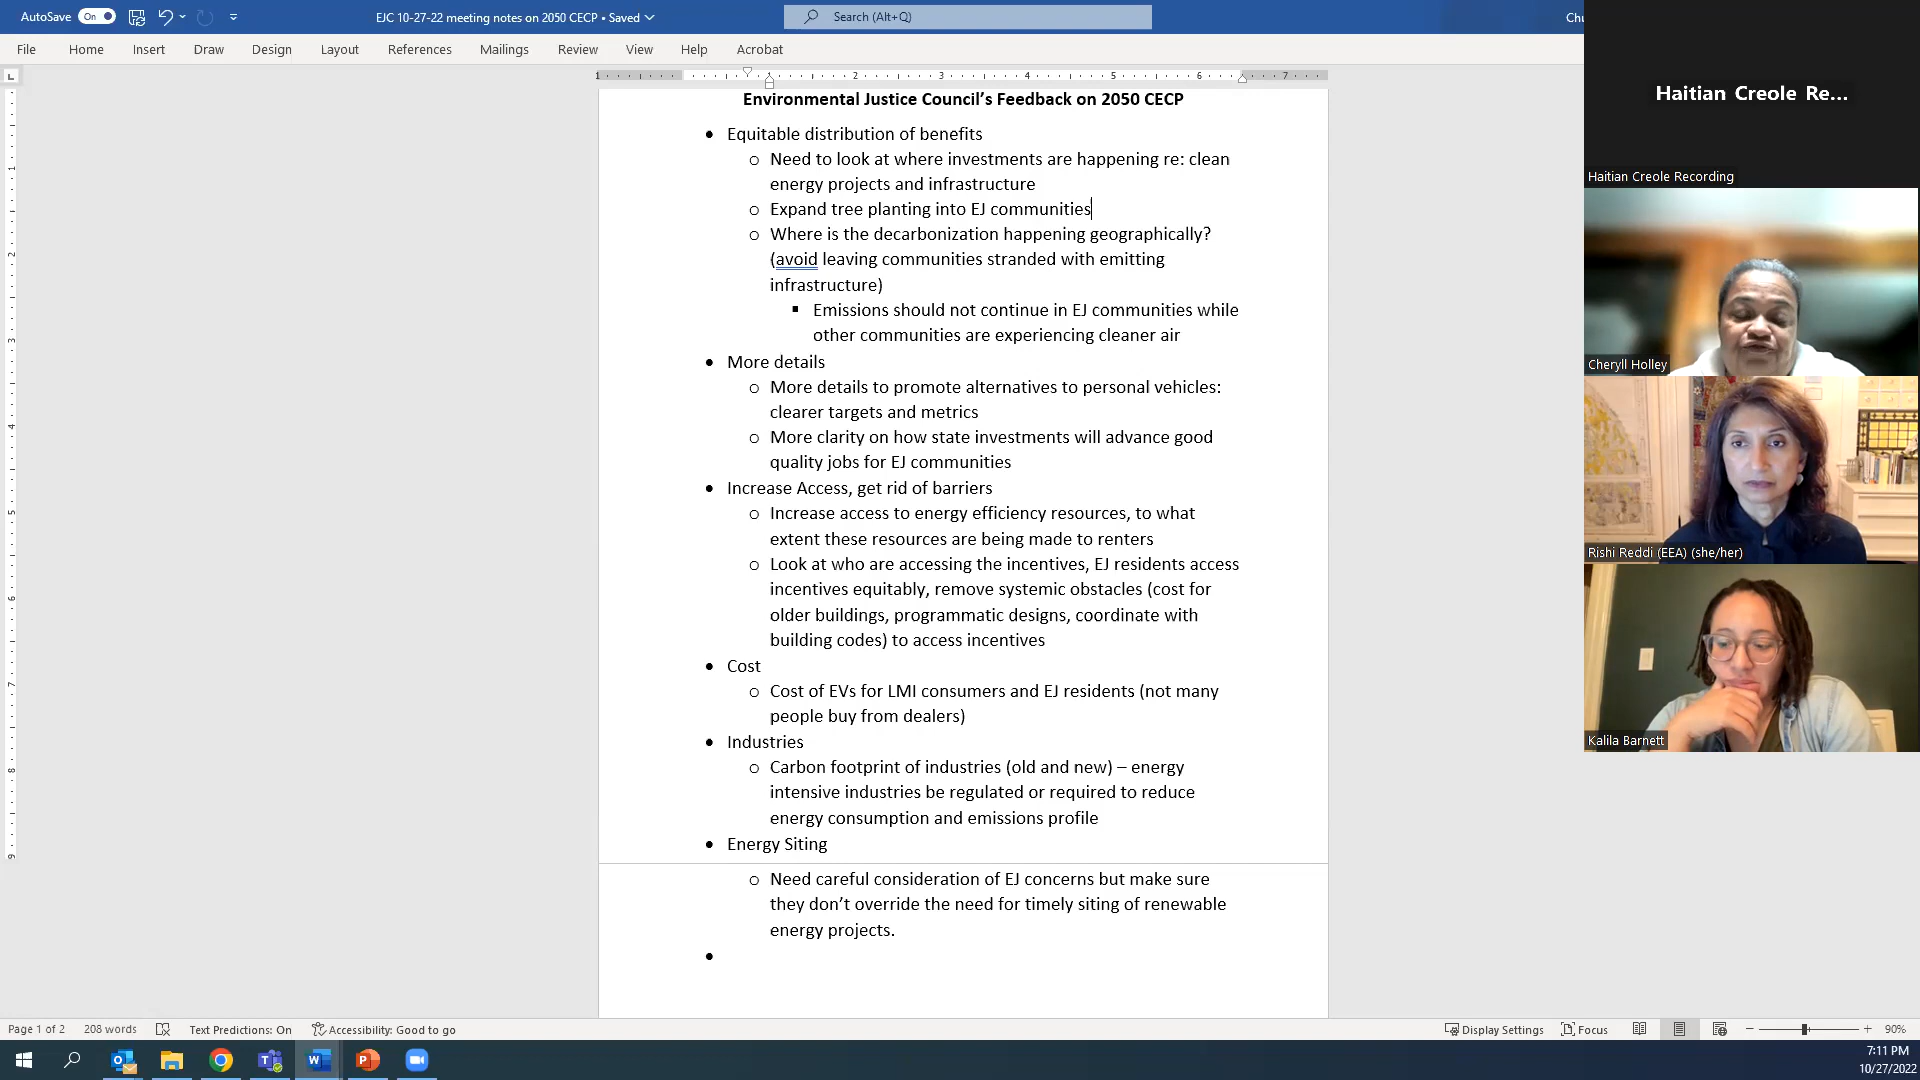 AutoSave On
EJC 10-27-22 meeting notes on 2050 CECP • Saved
Search (Alt+Q)
Chu
File Home Insert Draw Design Layout References Mailings Review View Help Acrobat
1 2 3 4 5 6 7
Environmental Justice Council’s Feedback on 2050 CECP
• Equitable distribution of benefits
o Need to look at where investments are happening re: clean
energy projects and infrastructure
o Expand tree planting into EJ communities
o Where is the decarbonization happening geographically?
(avoid leaving communities stranded with emitting
infrastructure)
▪ Emissions should not continue in EJ communities while
other communities are experiencing cleaner air
• More details
o More details to promote alternatives to personal vehicles:
clearer targets and metrics
o More clarity on how state investments will advance good
quality jobs for EJ communities
• Increase Access, get rid of barriers
o Increase access to energy efficiency resources, to what
extent these resources are being made to renters
o Look at who are accessing the incentives, EJ residents access
incentives equitably, remove systemic obstacles (cost for
older buildings, programmatic designs, coordinate with
building codes) to access incentives
• Cost
o Cost of EVs for LMI consumers and EJ residents (not many
people buy from dealers)
• Industries
o Carbon footprint of industries (old and new) – energy
intensive industries be regulated or required to reduce
energy consumption and emissions profile
• Energy Siting
o Need careful consideration of EJ concerns but make sure
they don’t override the need for timely siting of renewable
energy projects.
•
Haitian Creole Re...
Haitian Creole Recording
Cheryll Holley
Rishi Reddi (EEA) (she/her)
Kalila Barnett
Page 1 of 2 208 words Text Predictions: On Accessibility: Good to go
Display Settings Focus 90%
7:11 PM
10/27/2022